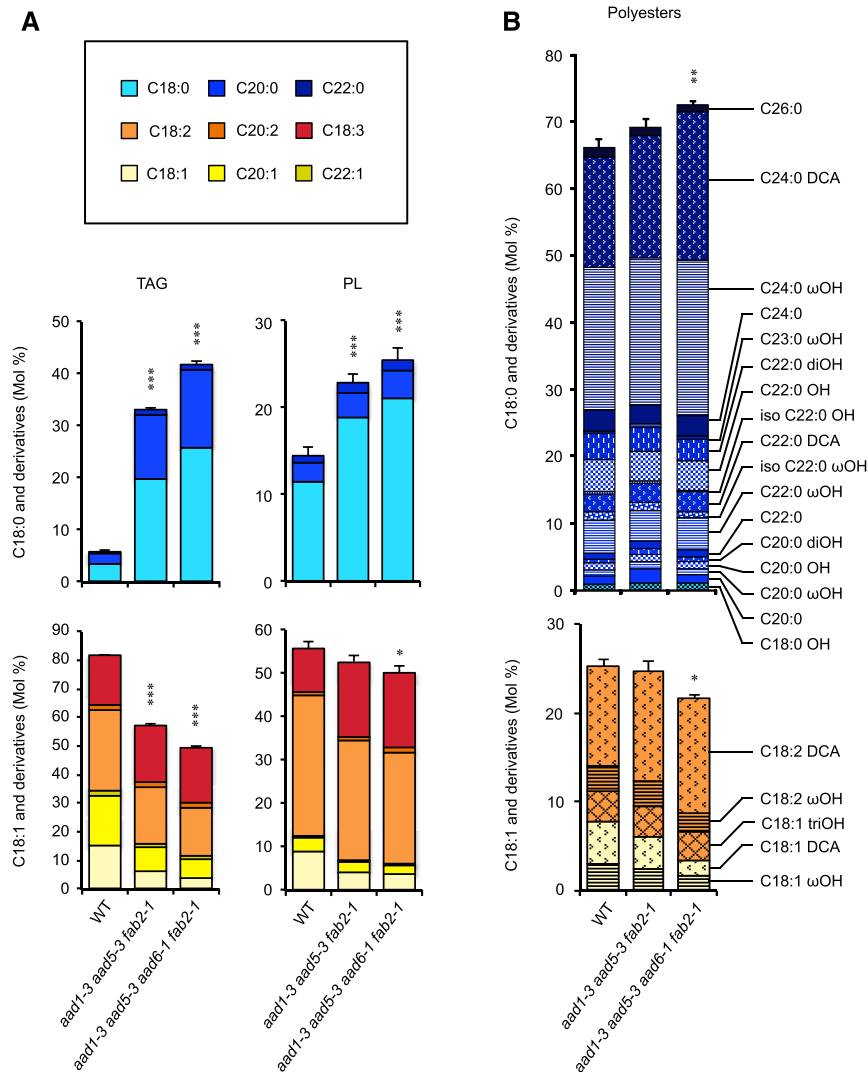 A
C18:0 C20:0 C22:0
C18:2 C20:2 C18:3
C18:1 C20:1 C22:1
TAG
PL
C18:0 and derivatives (Mol %)
50
40
30
20
10
0
***
***
30
20
10
0
***
***
C18:1 and derivatives (Mol %)
90
80
70
60
50
40
30
20
10
0
***
***
60
50
40
30
20
10
0
*
WT
aad1-3 aad5-3 fab2-1
aad1-3 aad5-3 aad6-1 fab2-1
WT
aad1-3 aad5-3 fab2-1
aad1-3 aad5-3 aad6-1 fab2-1
B
Polyesters
C18:0 and derivatives (Mol %)
80
70
60
50
40
30
20
10
0
**
C26:0
C24:0 DCA
C24:0 ωOH
C24:0
C23:0 ωOH
C22:0 diOH
C22:0 OH
iso C22:0 OH
C22:0 DCA
iso C22:0 ωOH
C22:0 ωOH
C22:0
C20:0 diOH
C20:0 OH
C20:0 ωOH
C20:0
C18:0 OH
C18:1 and derivatives (Mol %)
30
20
10
0
*
C18:2 DCA
C18:2 ωOH
C18:1 triOH
C18:1 DCA
C18:1 ωOH
WT
aad1-3 aad5-3 fab2-1
aad1-3 aad5-3 aad6-1 fab2-1